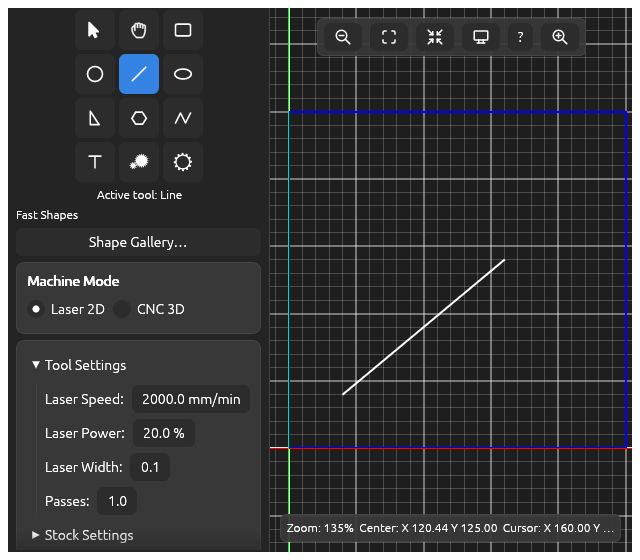 ?
T
Active tool: Line
Fast Shapes
Shape Gallery...
Machine Mode
Laser 2D CNC 3D
Tool Settings
Laser Speed: 2000.0 mm/min
Laser Power: 20.0 %
Laser Width: 0.1
Passes: 1.0
Stock Settings
Zoom: 135% Center: X 120.44 Y 125.00 Cursor: X 160.00 Y ...